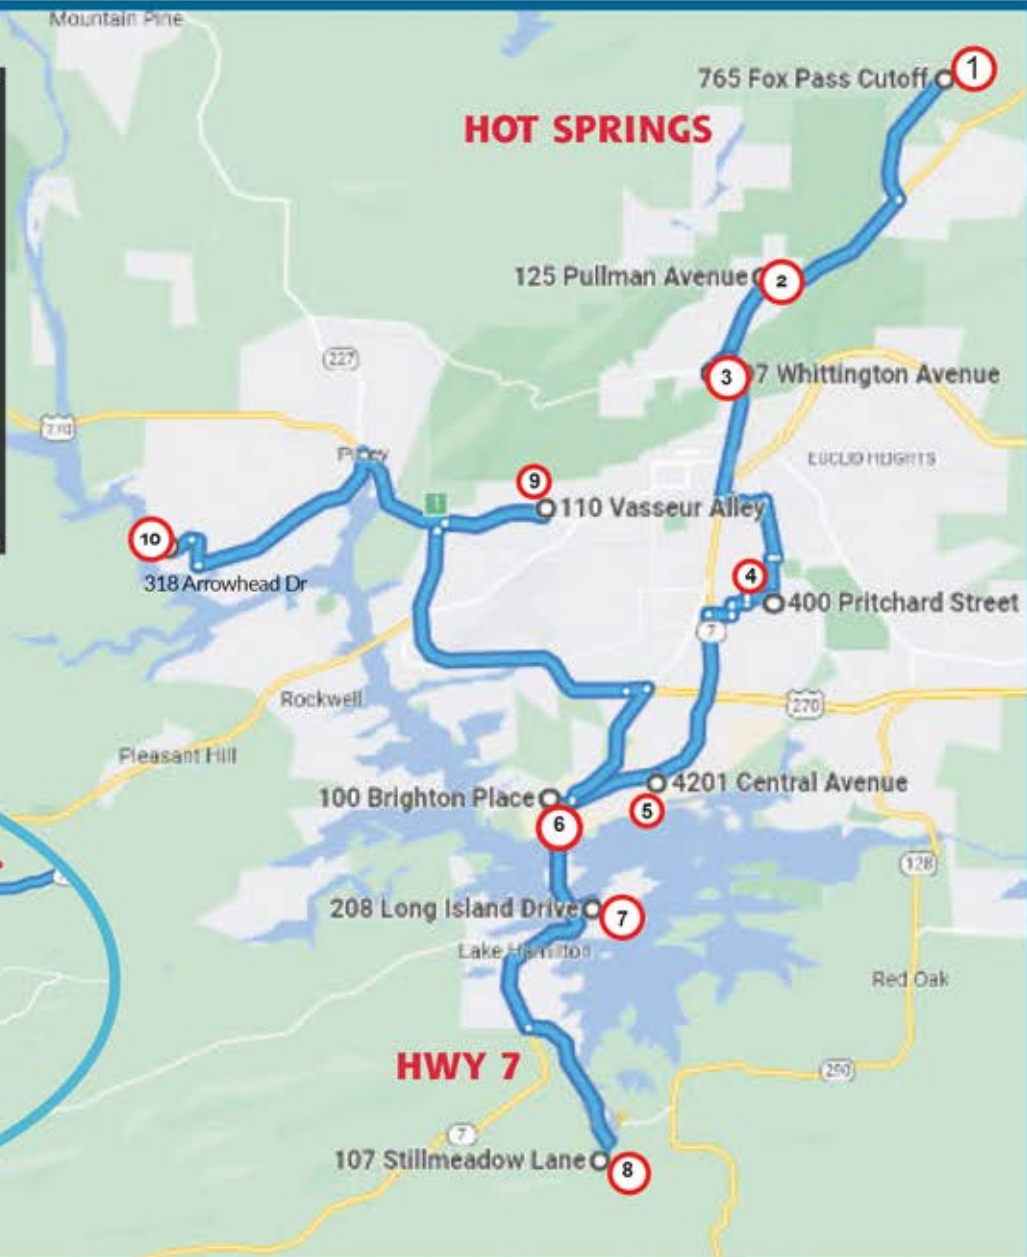 Mountain Pine
765 Fox Pass Cutoff
1
HOT SPRINGS
125 Pullman Avenue
2
227
3
7 Whittington Avenue
270
Piney
EUCLID HEIGHTS
9
110 Vasseur Alley
10
318 Arrowhead Dr
4
400 Pritchard Street
7
Rockwell
270
Pleasant Hill
100 Brighton Place
4201 Central Avenue
6
5
128
208 Long Island Drive
7
Lake Hamilton
Red Oak
HWY 7
290
7
107 Stillmeadow Lane
8